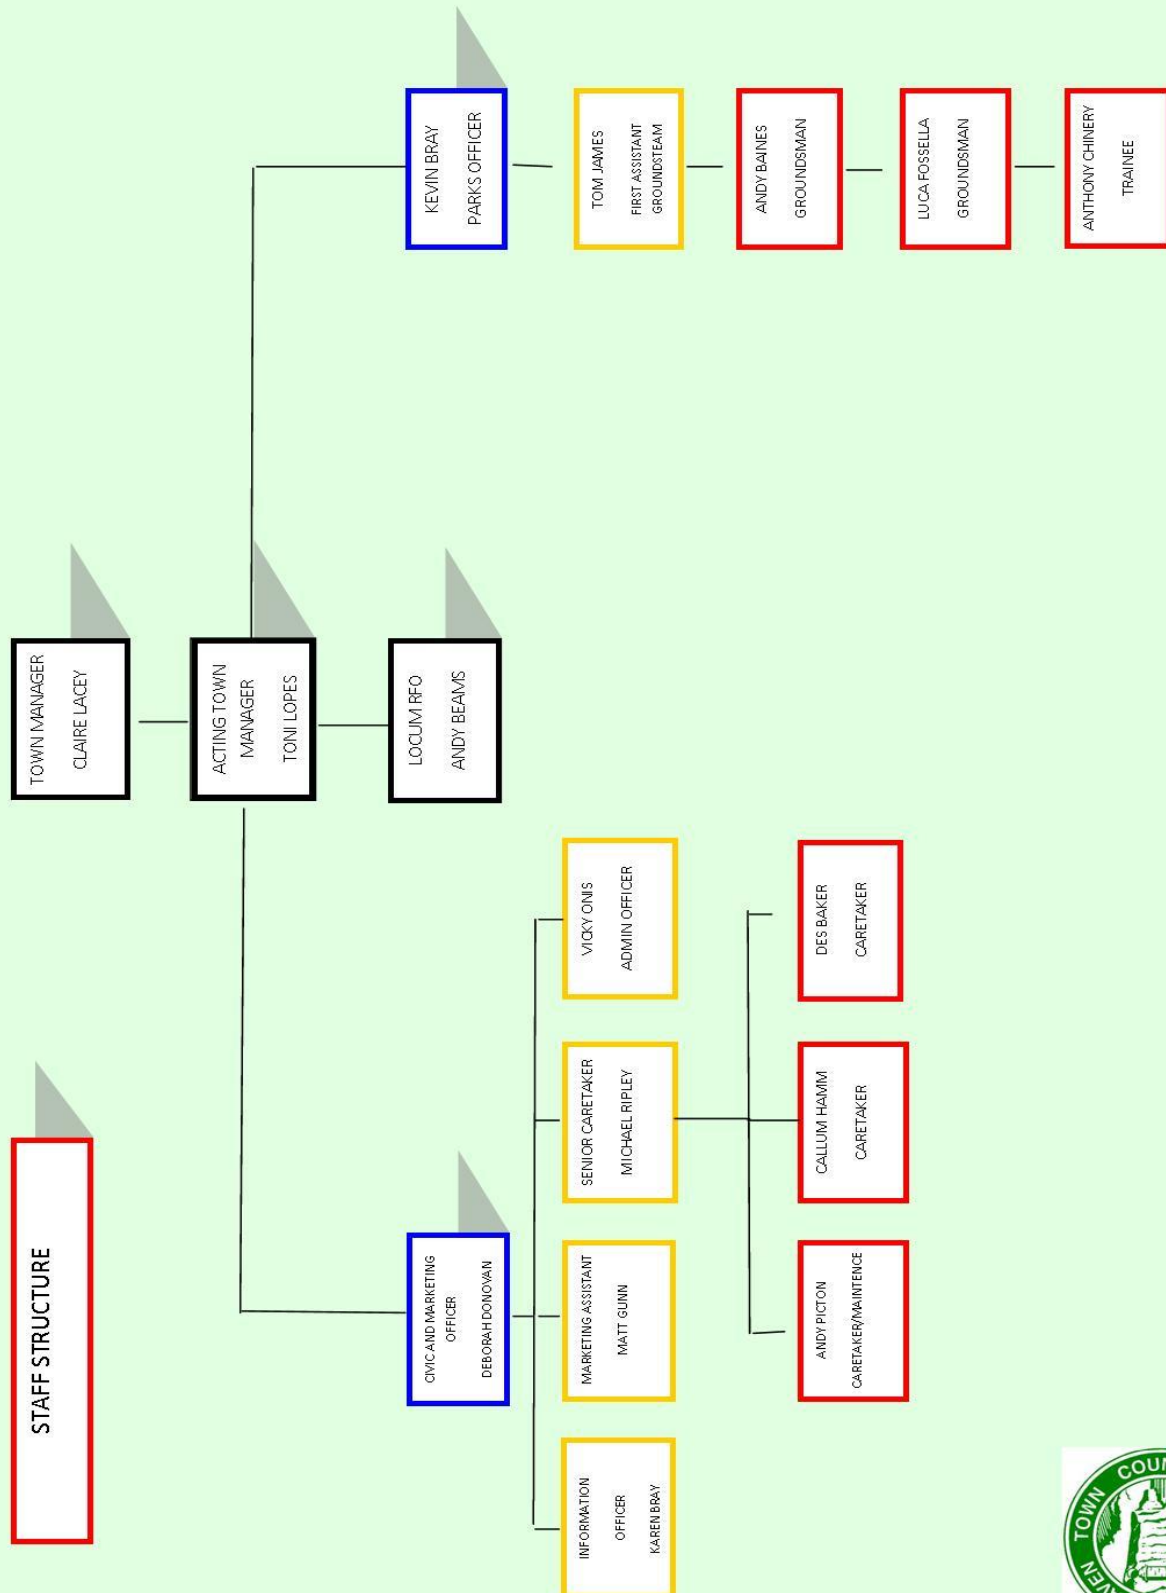 STAFF STRUCTURE
TOWN MANAGER
CLAIRE LACEY
ACTING TOWN
MANAGER
TONI LOPES
LOCUM RFO
ANDY BEAMS
CIVIC AND MARKETING
OFFICER
DEBORAH DONOVAN
KEVIN BRAY
PARKS OFFICER
INFORMATION
OFFICER
KAREN BRAY
MARKETING ASSISTANT
MATT GUNN
SENIOR CARETAKER
MICHAEL RIPLEY
VICKY ONIS
ADMIN OFFICER
TOM JAMES
FIRST ASSISTANT
GROUNDSTEAM
ANDY PICTON
CARETAKER/MAINTENCE
CALLUM HAMM
CARETAKER
DES BAKER
CARETAKER
ANDY BAINES
GROUNDSMAN
LUCA FOSSELLA
GROUNDSMAN
ANTHONY CHINERY
TRAINEE
VEN TOWN COUN